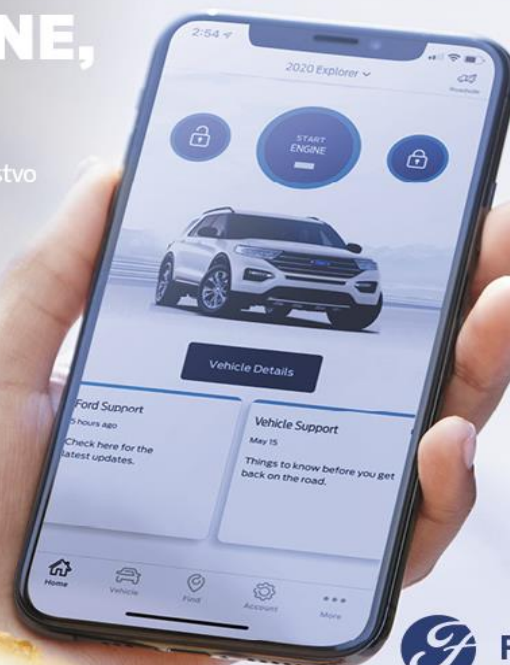 NE,
stvo
2:54
2020 Explorer
Roadside
START
ENGINE
Vehicle Details
Ford Support
5 hours ago
Check here for the
latest updates.
Vehicle Support
May 15
Things to know before you get
back on the road.
Home
Vehicle
Find
Account
More
F